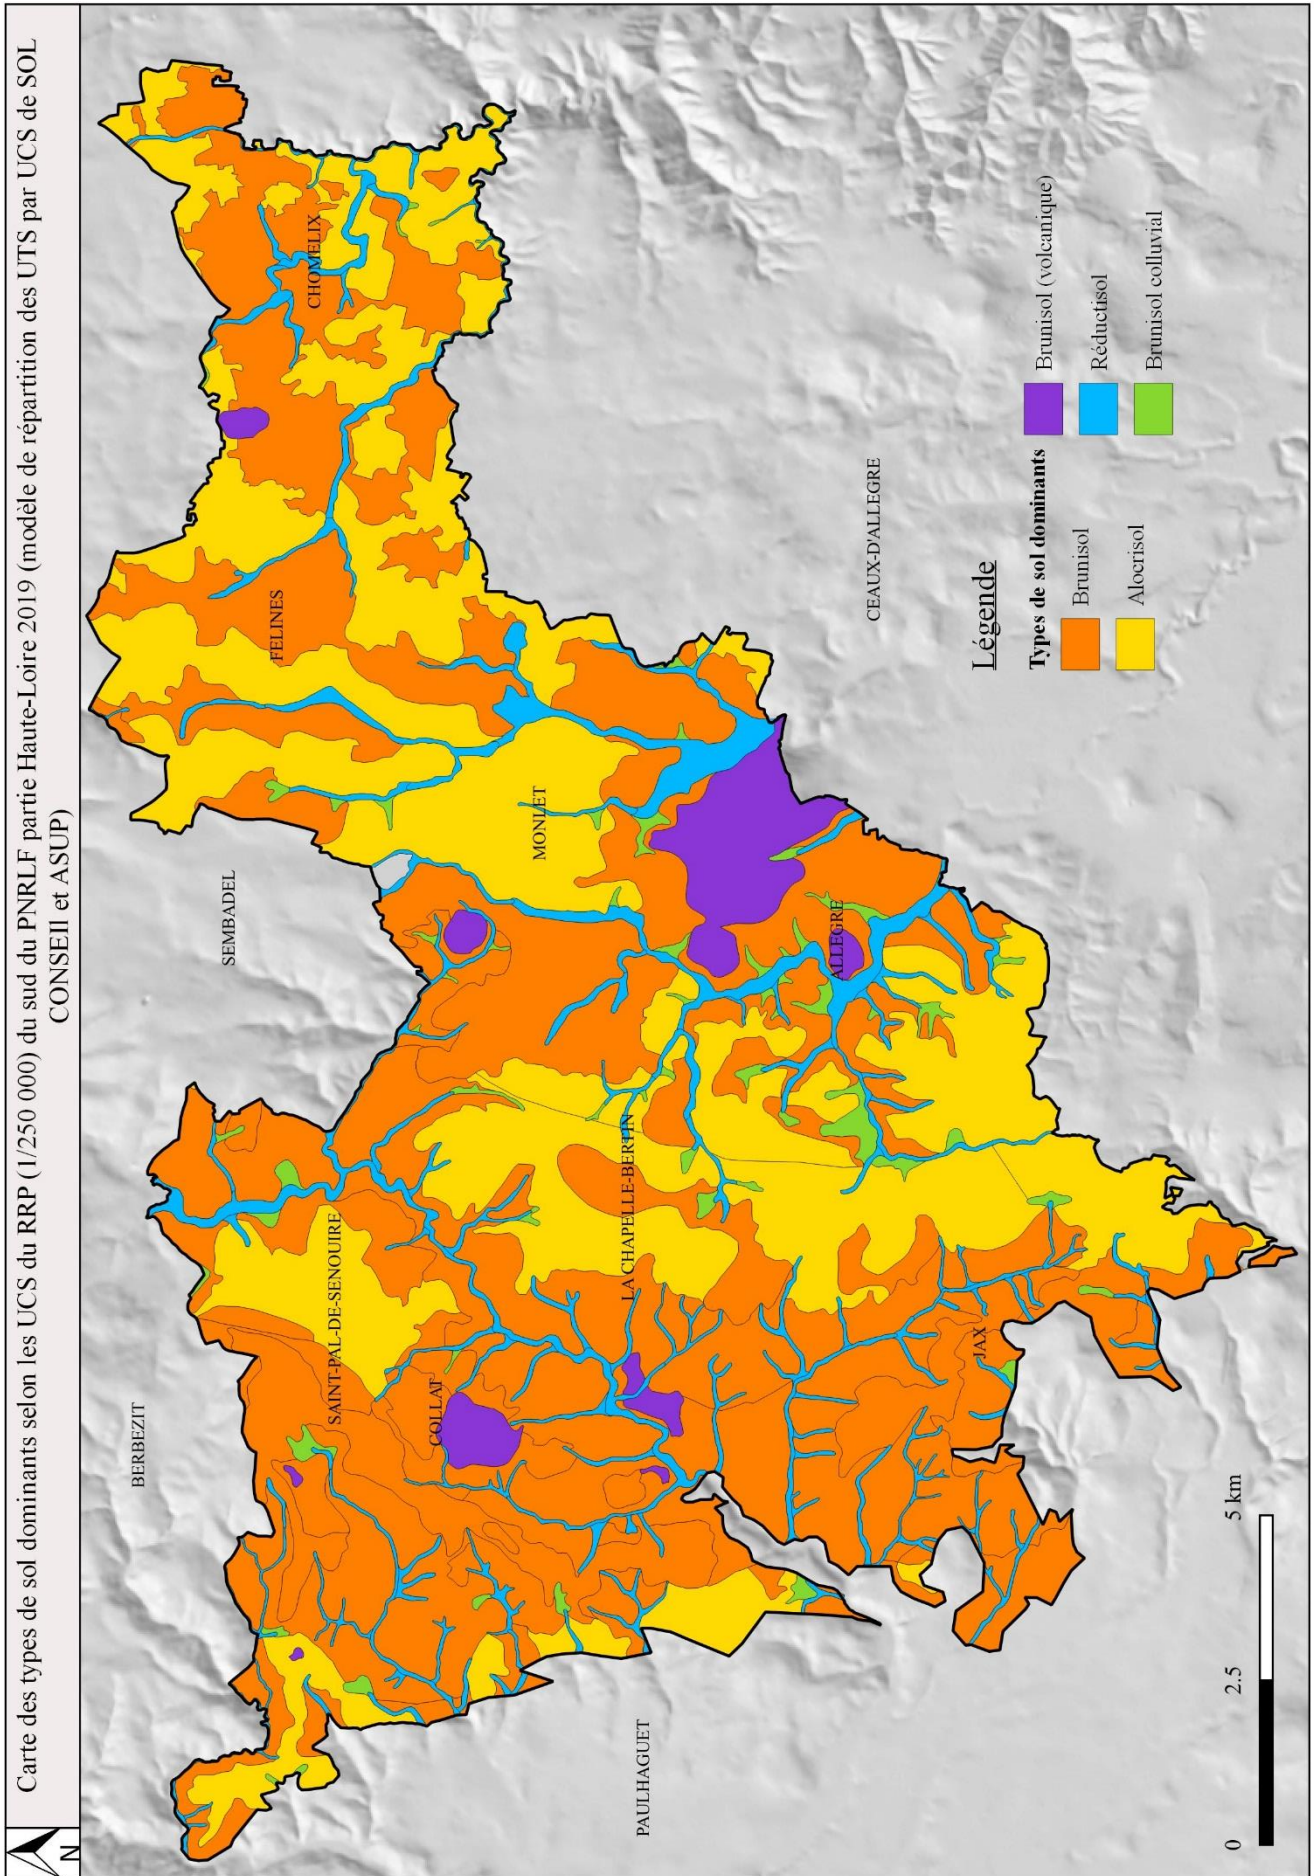 Carte des types de sol dominants selon les UCS du RRP (1/250 000) du sud du PNRLF partie Haute-Loire 2019 (modèle de répartition des UTS par UCS de SOL
CONSEIl et ASUP)
N
BERBEZIT
SEMBADEL
FELINES
CHOMELIX
SAINT-PAL-DE-SENOUIRE
COLLAT
MONLET
LA CHAPELLE-BERTIN
PAULHAGUET
ALLEGRE
CEAUX-D'ALLEGRE
JAX
Légende
Types de sol dominants
Brunisol
Alocrisol
Brunisol (volcanique)
Réductisol
Brunisol colluvial
0 2.5 5 km